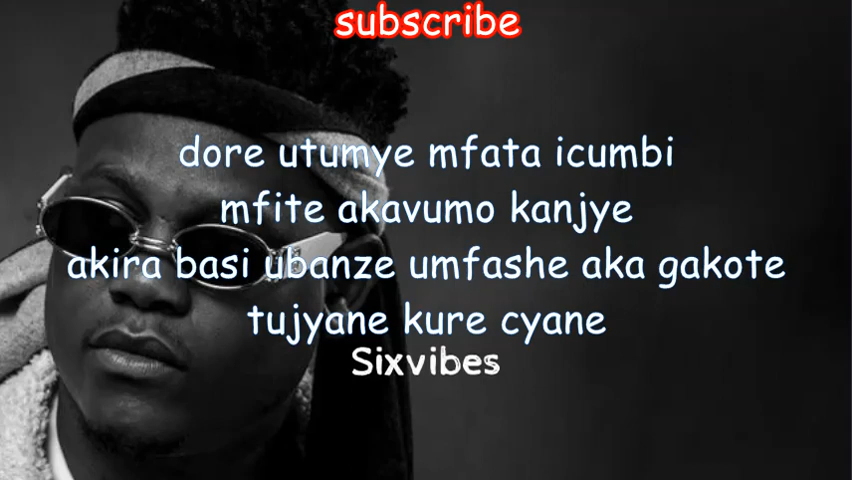 subscribe
dore utumye mfata icumbi
mfite akavumo kanjye
akira basi ubanze umfashe aka gakote
tujyane kure cyane
Sixvibes